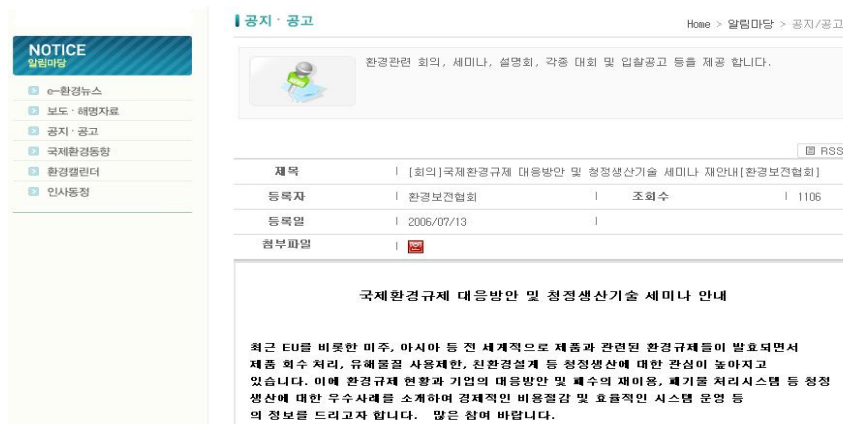 공지 · 공고
Home > 알림마당 > 공지/공고
NOTICE
알림마당
e-환경뉴스
보도 · 해명자료
공지 · 공고
국제환경동향
환경캘린더
인사동정
환경관련 회의, 세미나, 설명회, 각종 대회 및 입찰공고 등을 제공 합니다.
RSS
제목 [회의]국제환경규제 대응방안 및 청정생산기술 세미나 재안내[환경보전협회]
등록자 환경보전협회 조회수 1106
등록일 2006/07/13
첨부파일
국제환경규제 대응방안 및 청정생산기술 세미나 안내
최근 EU를 비롯한 미주, 아시아 등 전 세계적으로 제품과 관련된 환경규제들이 발효되면서
제품 회수 처리, 유해물질 사용제한, 친환경설계 등 청정생산에 대한 관심이 높아지고
있습니다. 이에 환경규제 현황과 기업의 대응방안 및 폐수의 재이용, 폐기물 처리시스템 등 청정
생산에 대한 우수사례를 소개하여 경제적인 비용절감 및 효율적인 시스템 운영 등
의 정보를 드리고자 합니다. 많은 참여 바랍니다.